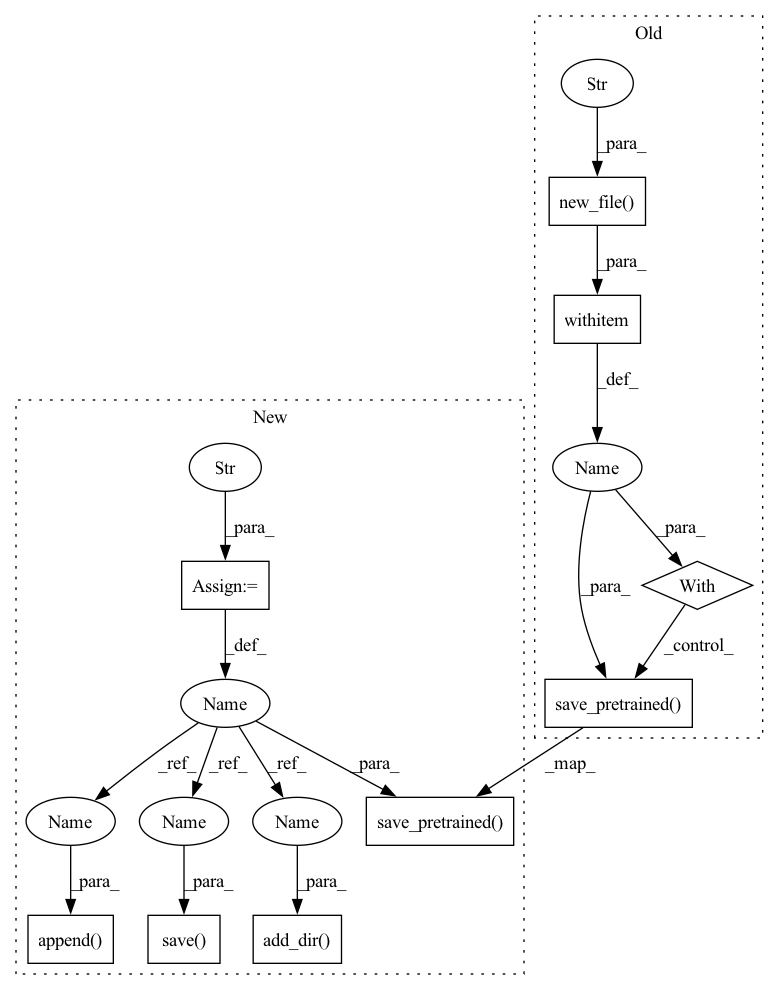 Old
Str
_para_
new_file()
_para_
withitem
_def_
New
Str
Name
_para_
_para_
Assign:=
_para_
With
_def_
_control_
Name
save_pretrained()
_ref_
_ref_
_ref_
_para_
_map_
Name
Name
Name
save_pretrained()
_para_
_para_
_para_
append()
save()
add_dir()